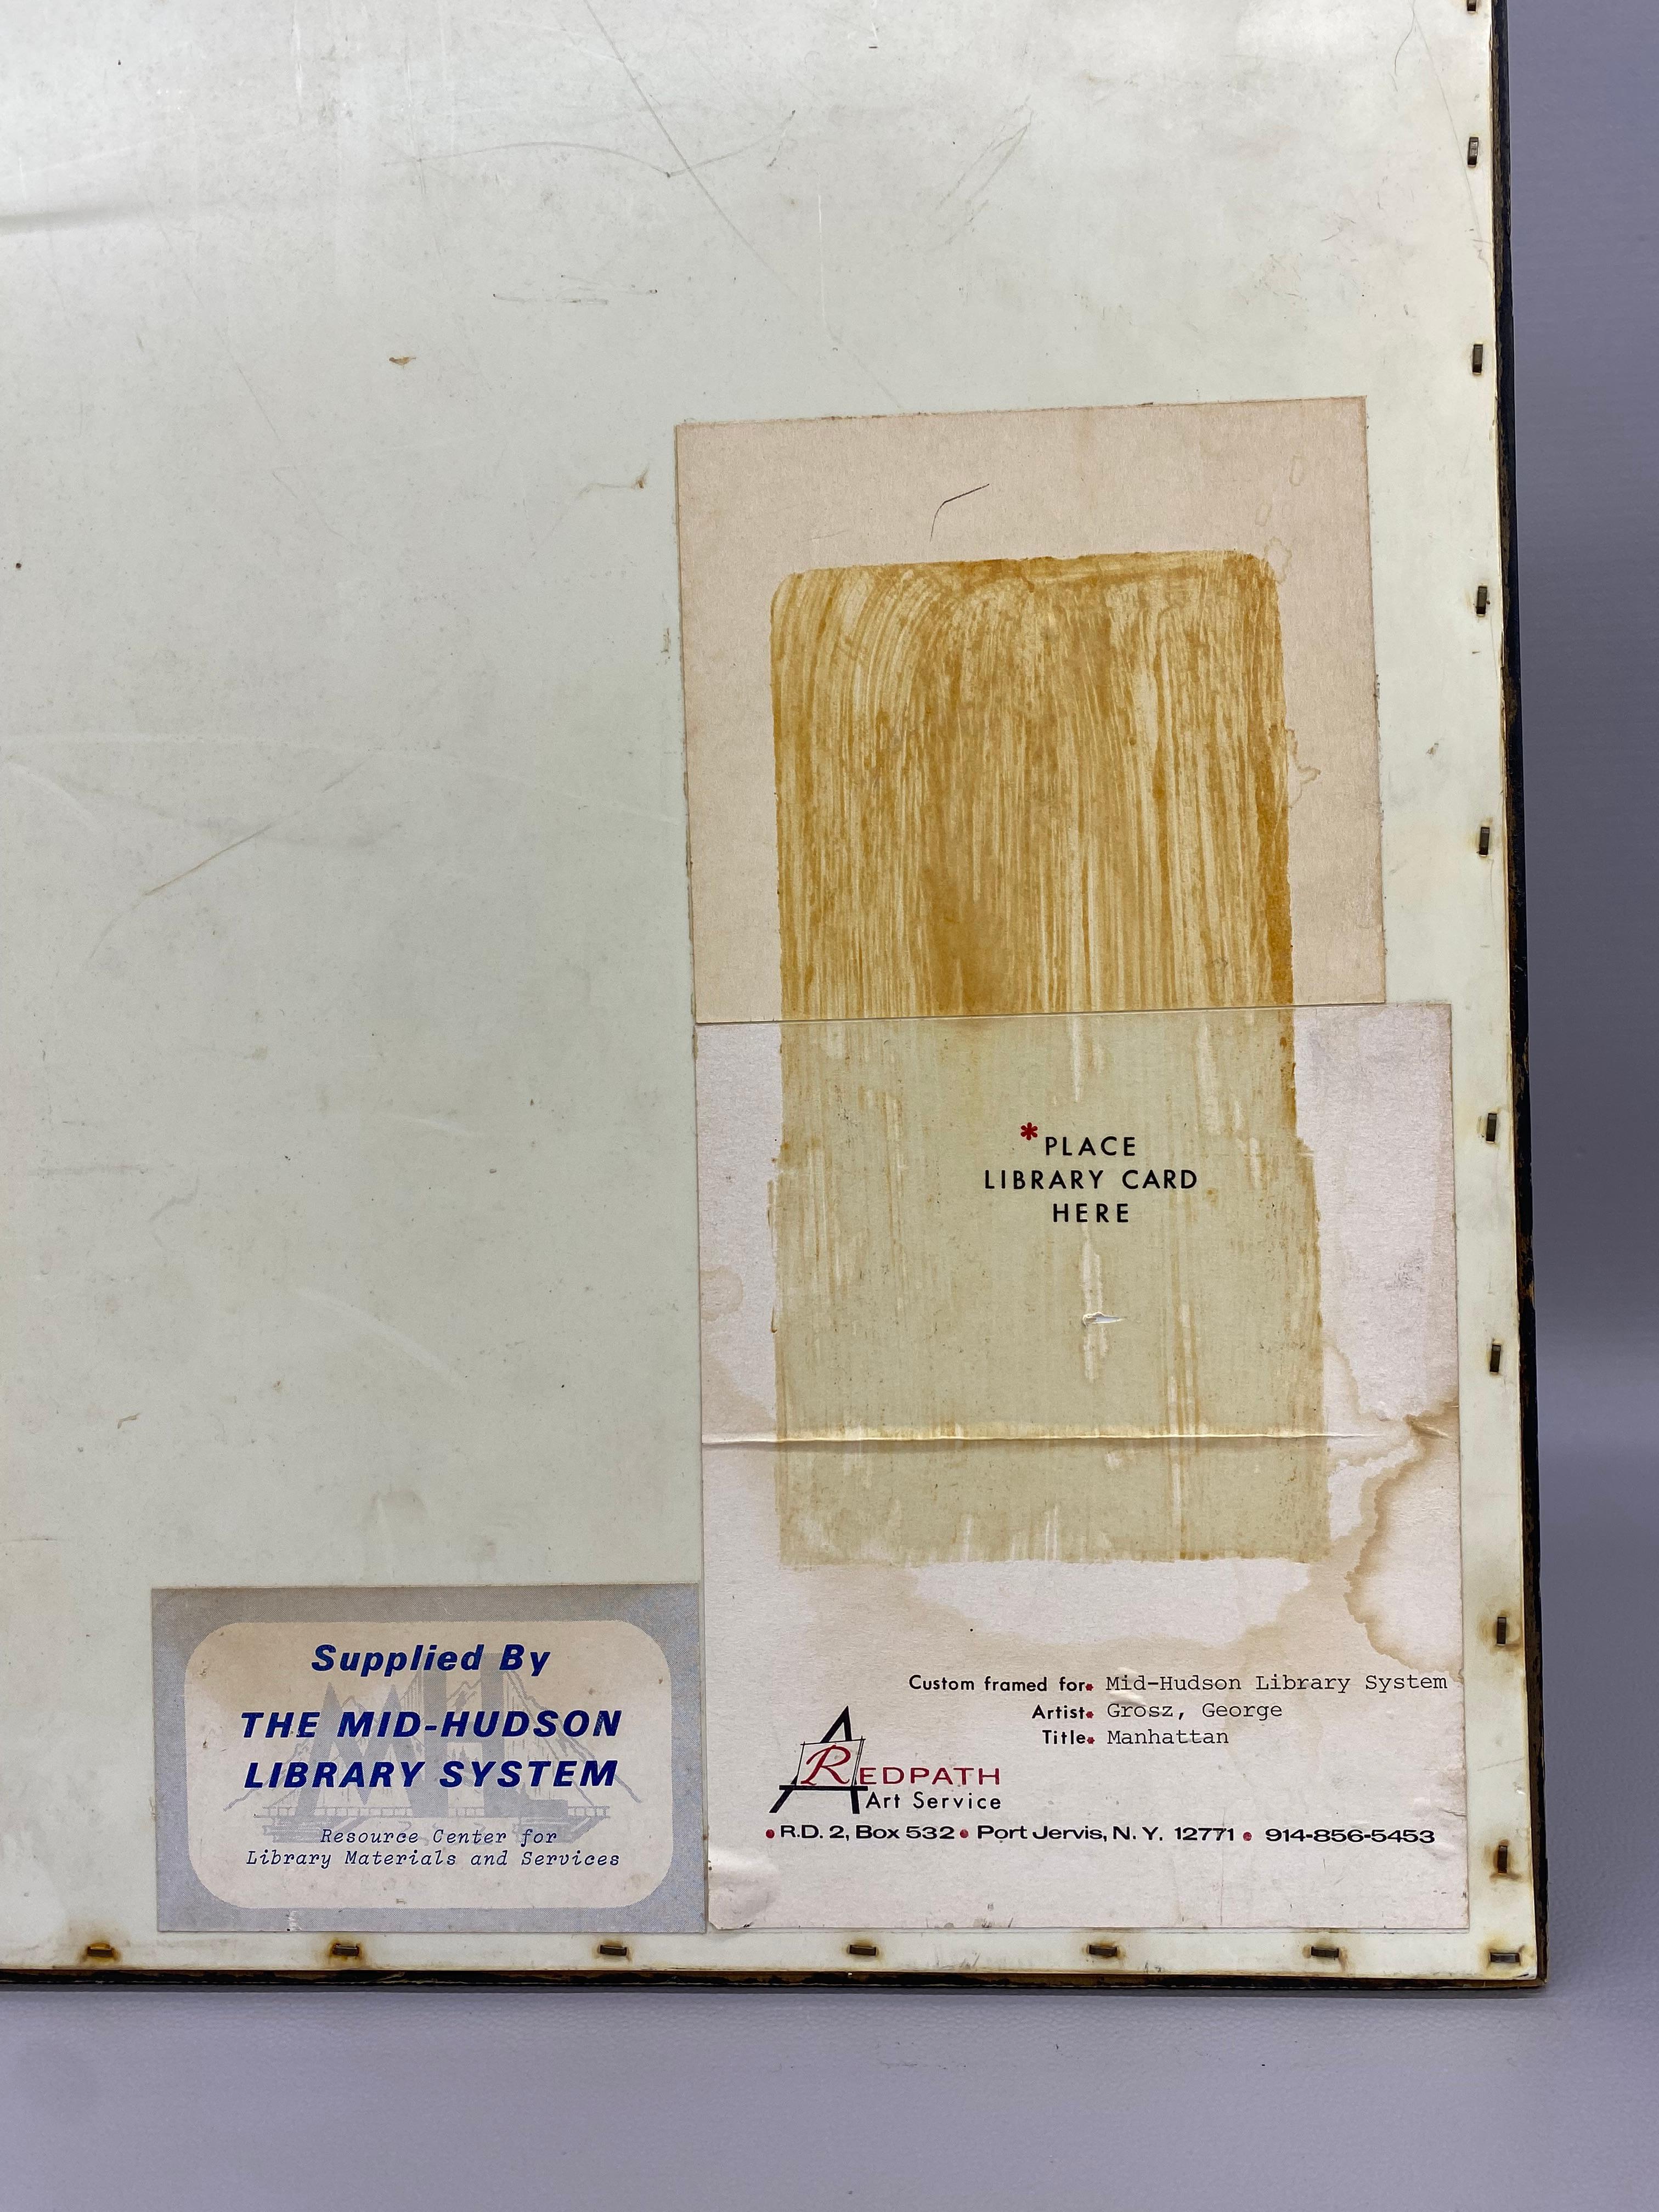 *PLACE
LIBRARY CARD
HERE
Supplied By
THE MID-HUDSON
LIBRARY SYSTEM
Resource Center for
Library Materials and Services
Custom framed for* Mid-Hudson Library System
Artist* Grosz, George
Title* Manhattan
REDPATH
Art Service
• R.D. 2, Box 532 • Port Jervis, N.Y. 12771 • 914-856-5453